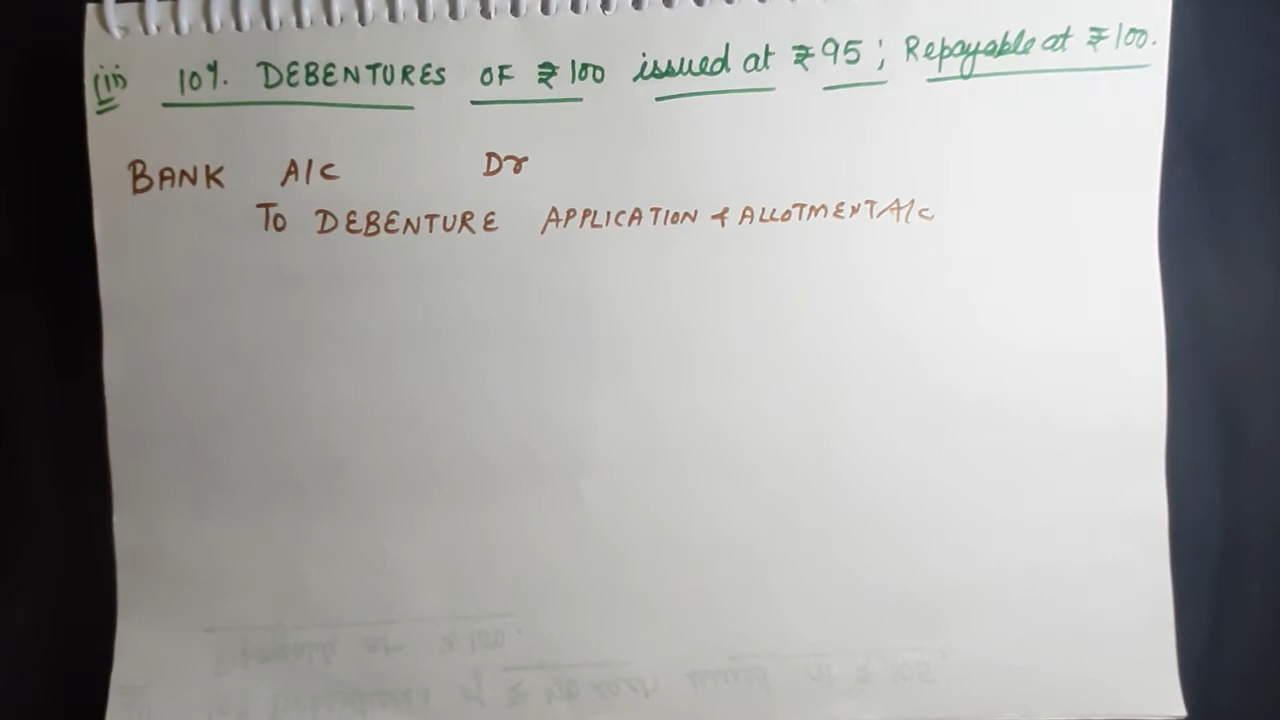 (ii) 10%. DEBENTURES OF ₹100 issued at ₹95; Repayable at ₹100.
BANK A/C Dr
To DEBENTURE APPLICATION & ALLOTMENT A/c